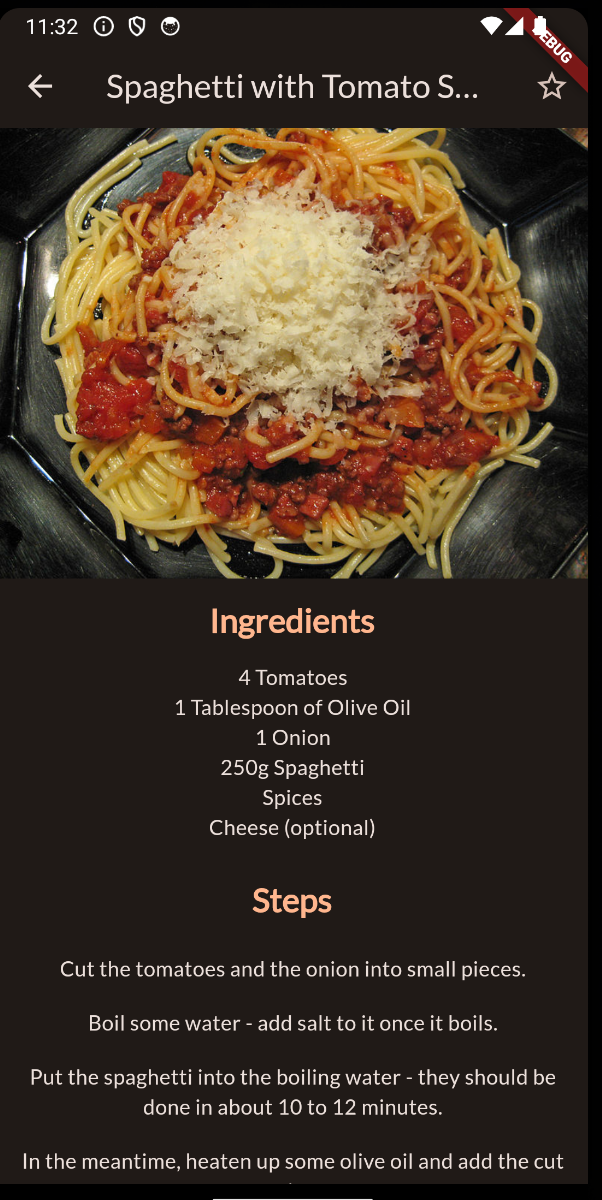 11:32
DEBUG
Spaghetti with Tomato S...
Ingredients
4 Tomatoes
1 Tablespoon of Olive Oil
1 Onion
250g Spaghetti
Spices
Cheese (optional)
Steps
Cut the tomatoes and the onion into small pieces.
Boil some water - add salt to it once it boils.
Put the spaghetti into the boiling water - they should be
done in about 10 to 12 minutes.
In the meantime, heaten up some olive oil and add the cut